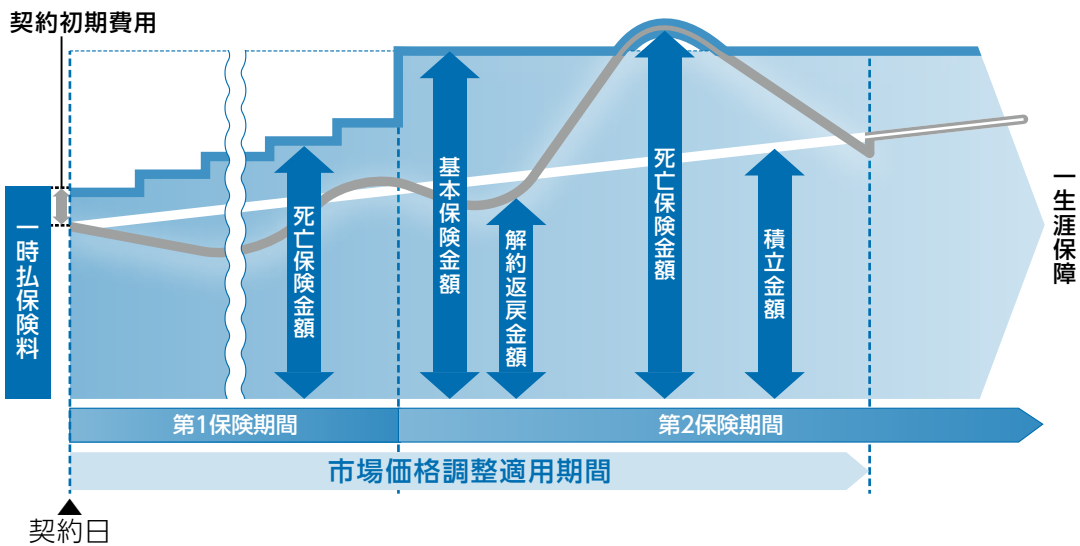 契約初期費用
一時払保険料
死亡保険金額
基本保険金額
解約返戻金額
死亡保険金額
積立金額
一生涯保障
第1保険期間
第2保険期間
市場価格調整適用期間
契約日